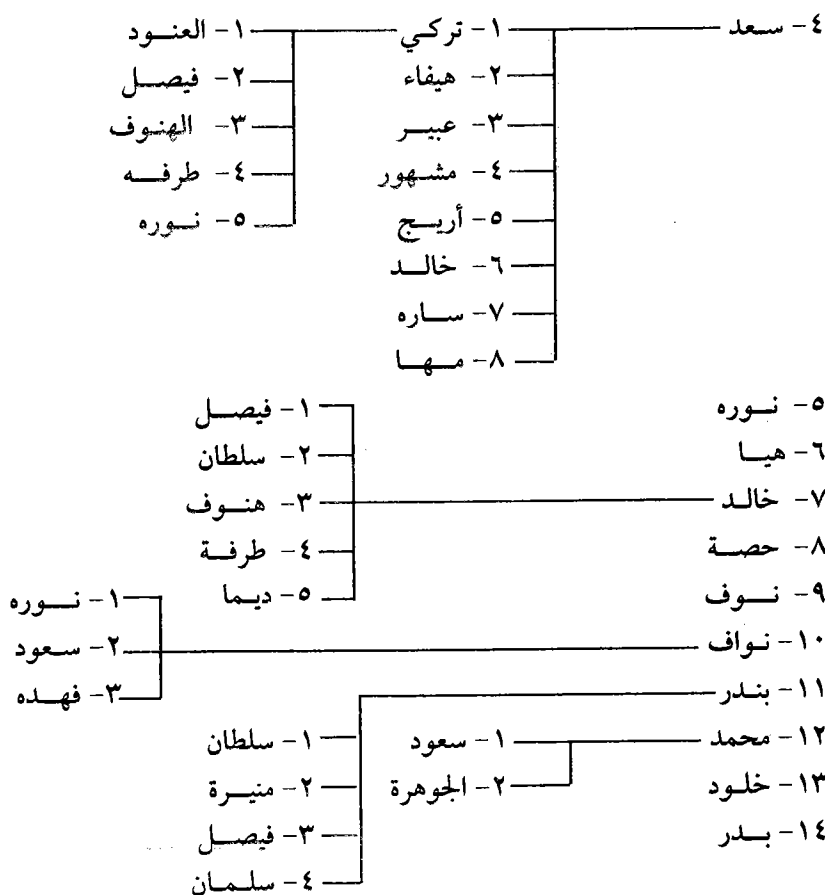 ٤- سعد ١- تركي ١- العنود
٢- هيفاء ٢- فيصل
٣- عبير ٣- الهنوف
٤- مشهور ٤- طرفه
٥- أريج ٥- نوره
٦- خالد
٧- ساره
٨- مها
٥- نوره ١- فيصل
٦- هيا ٢- سلطان
٧- خالد ٣- هنوف
٨- حصة ٤- طرفة
٩- نوف ٥- ديما ١- نوره
١٠- نواف ٢- سعود
١١- بندر ٣- فهده
١٢- محمد ١- سعود ١- سلطان
١٣- خلود ٢- الجوهرة ٢- منيرة
١٤- بدر ٣- فيصل
٤- سلمان